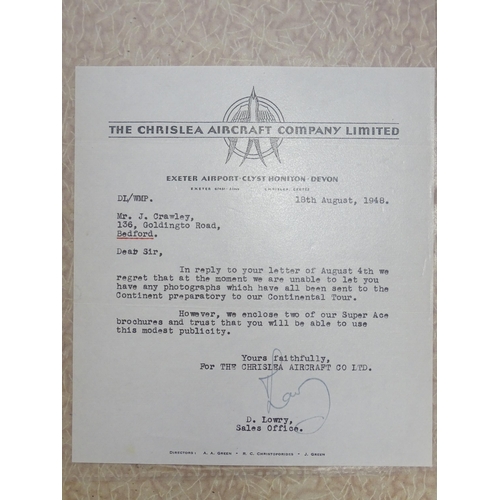 THE CHRISLEA AIRCRAFT COMPANY LIMITED
EXETER AIRPORT · CLYST HONITON · DEVON
DL/WMP. 18th August, 1948.
Mr. J. Crawley,
136, Goldingto Road,
Bedford.
Dear Sir,
In reply to your letter of August 4th we
regret that at the moment we are unable to let you
have any photographs which have all been sent to the
Continent preparatory to our Continental Tour.
However, we enclose two of our Super Ace
brochures and trust that you will be able to use
this modest publicity.
Yours faithfully,
For THE CHRISLEA AIRCRAFT CO LTD.
D. Lowry,
Sales Office.
DIRECTORS: A. A. GREEN · B. C. CHRISTOFORIDES · J. GREEN